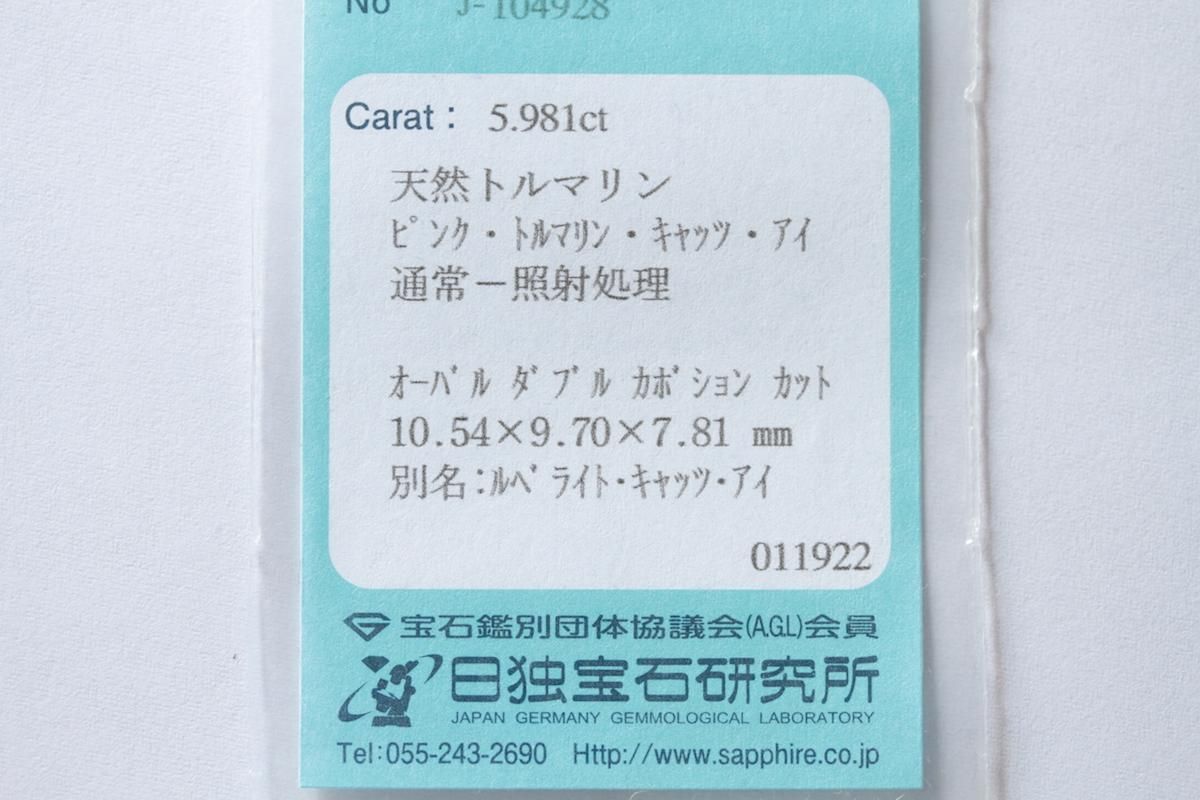 No J-104928
Carat： 5.981ct
天然トルマリン
ﾋﾟﾝｸ・ﾄﾙﾏﾘﾝ・ｷｬｯﾂ・ｱｲ
通常－照射処理
ｵｰﾊﾞﾙ ﾀﾞﾌﾞﾙ ｶﾎﾞｼｮﾝ ｶｯﾄ
10.54×9.70×7.81 mm
別名:ﾙﾍﾞﾗｲﾄ・ｷｬｯﾂ・ｱｲ
011922
宝石鑑別団体協議会(A.G.L)会員
日独宝石研究所
JAPAN GERMANY GEMMOLOGICAL LABORATORY
Tel:055-243-2690 Http://www.sapphire.co.jp